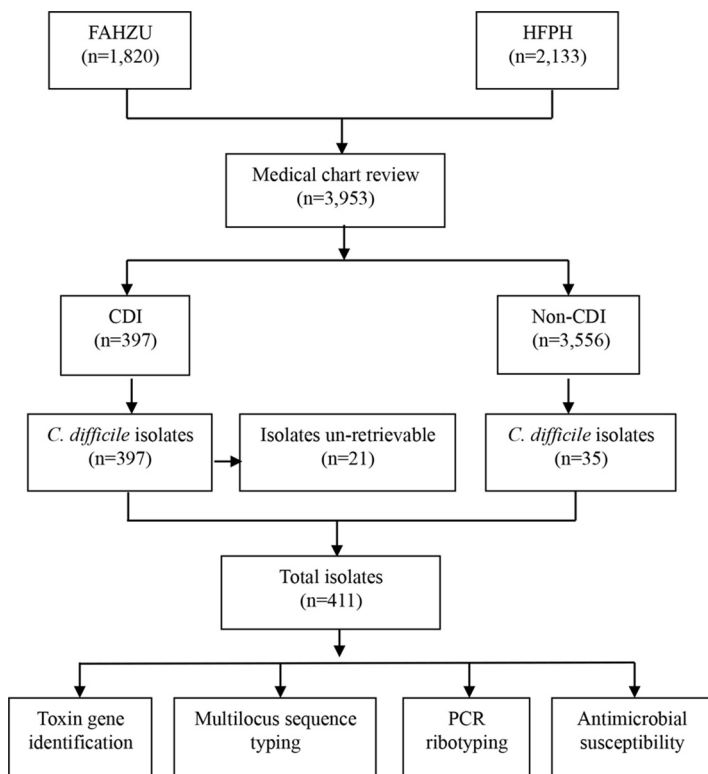 FAHZU
(n=1,820)
HFPH
(n=2,133)
Medical chart review
(n=3,953)
CDI
(n=397)
Non-CDI
(n=3,556)
C. difficile isolates
(n=397)
Isolates un-retrievable
(n=21)
C. difficile isolates
(n=35)
Total isolates
(n=411)
Toxin gene
identification
Multilocus sequence
typing
PCR
ribotyping
Antimicrobial
susceptibility